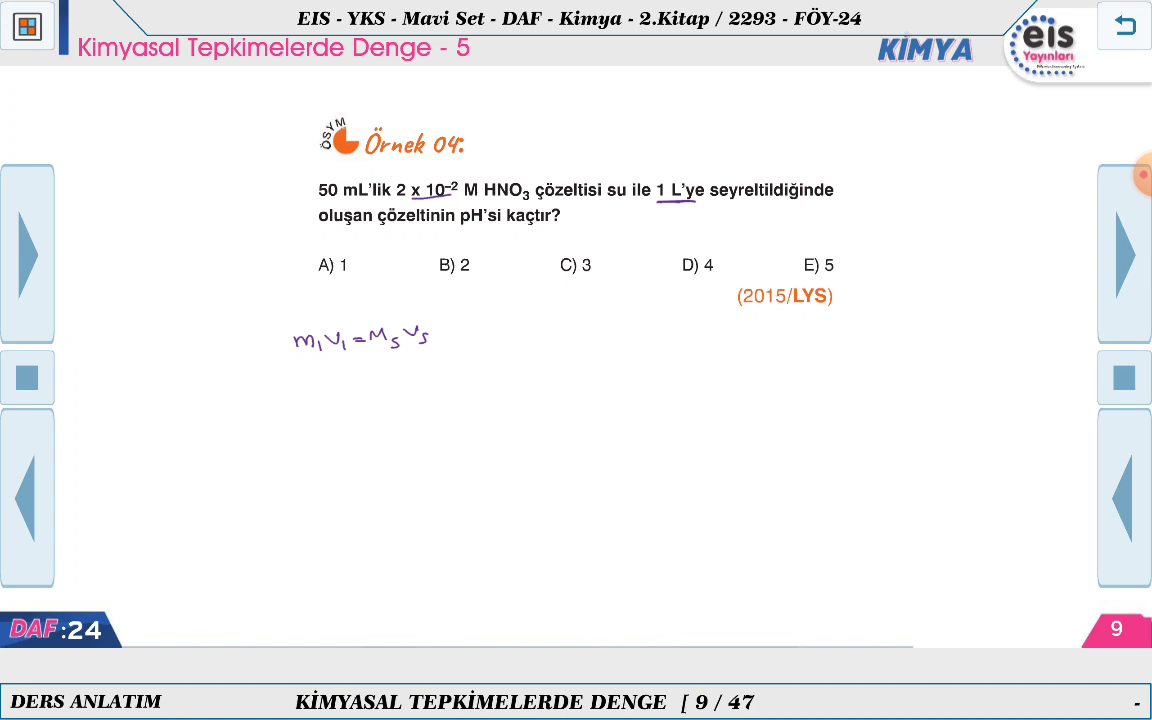 EIS - YKS - Mavi Set - DAF - Kimya - 2.Kitap / 2293 - FÖY-24
Kimyasal Tepkimelerde Denge - 5
KİMYA
eis
Yayınları
ÖSYM
Örnek 04:
50 mL'lik 2 x 10⁻² M HNO₃ çözeltisi su ile 1 L'ye seyreltildiğinde
oluşan çözeltinin pH'si kaçtır?
A) 1 B) 2 C) 3 D) 4 E) 5
(2015/LYS)
M₁V₁=MₛVₛ
DAF:24
9
DERS ANLATIM KİMYASAL TEPKİMELERDE DENGE [ 9 / 47 -